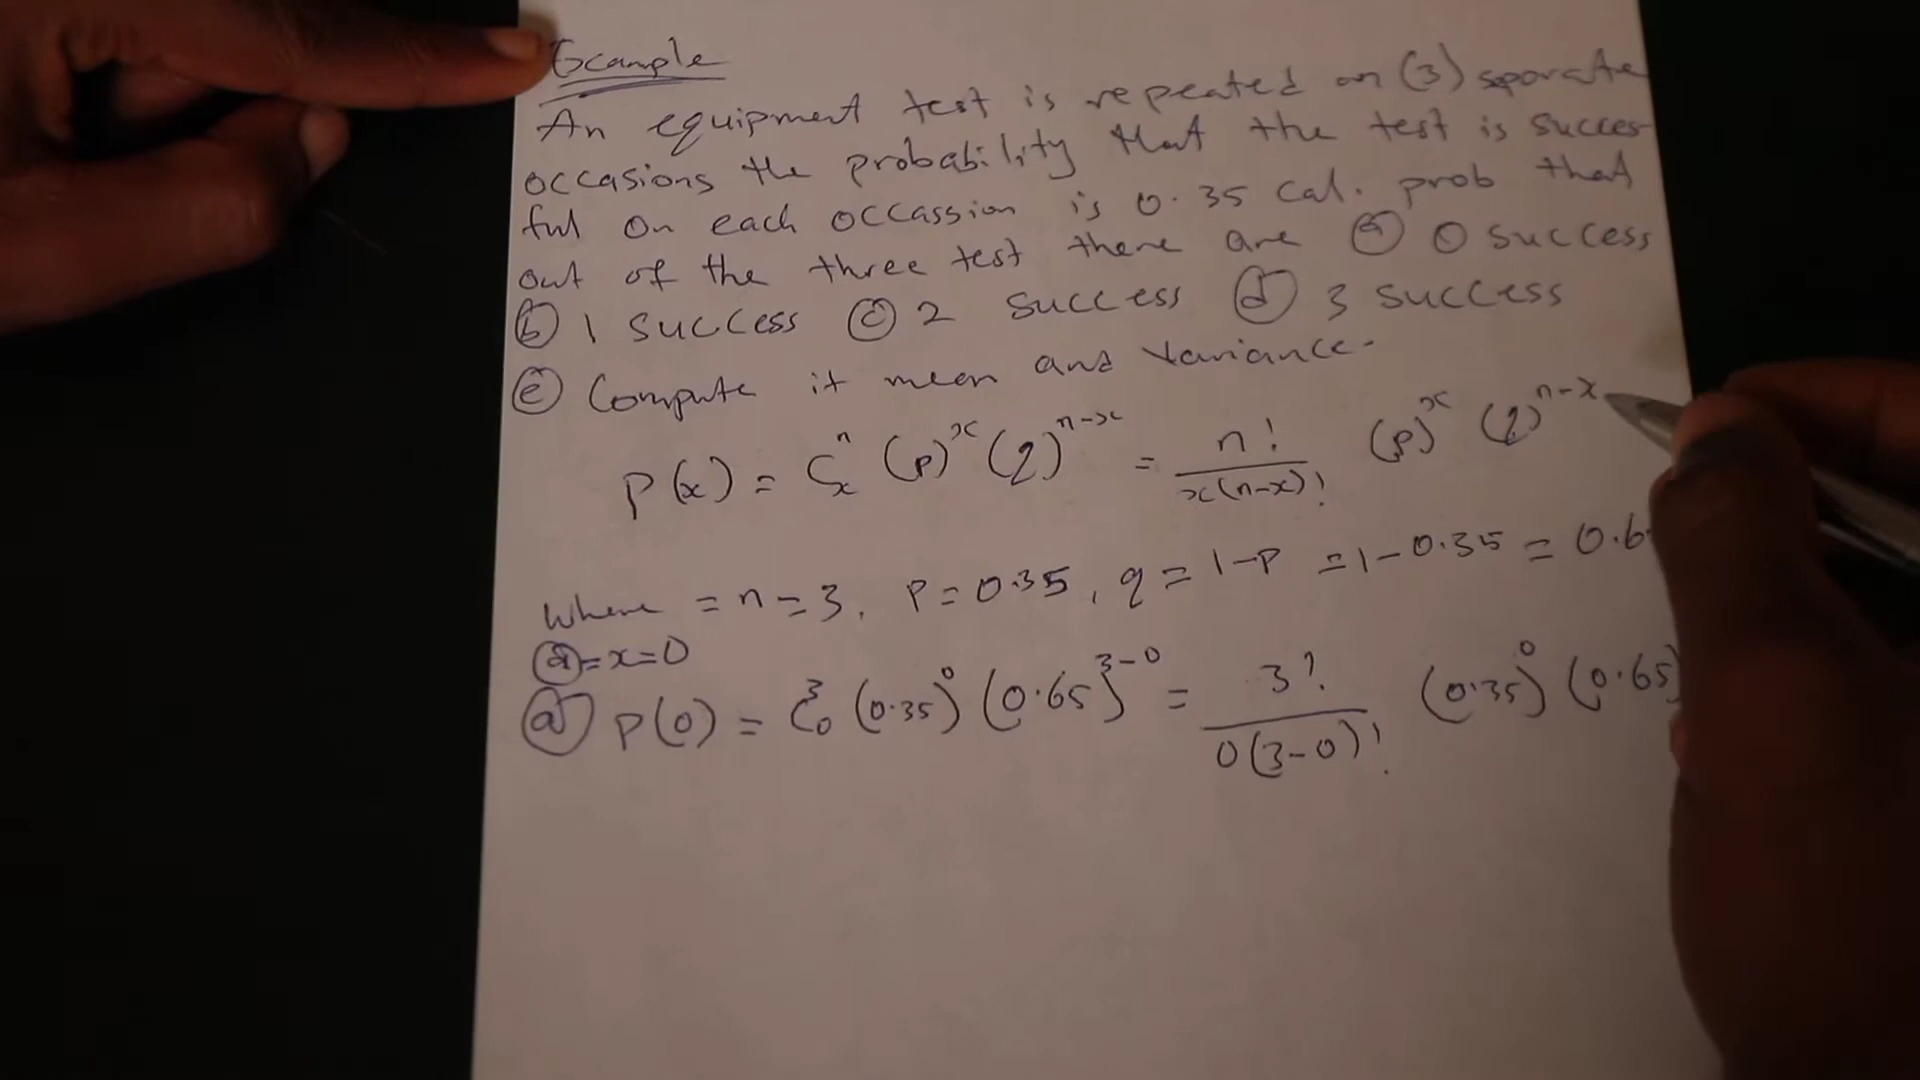 Example
An equipment test is repeated on (3) separate
occasions the probability that the test is succes
ful on each occassion is 0.35 cal. prob that
out of the three test there are ⓐ 0 success
ⓑ 1 success ⓒ 2 success ⓓ 3 success
ⓔ Compute it mean and variance.
P(x) = Cₓⁿ (p)ˣ (q)ⁿ⁻ˣ = n! / x(n-x)! (p)ˣ (q)ⁿ⁻ˣ
Where = n = 3, P = 0.35, q = 1-P = 1-0.35 = 0.6
ⓐ = x = 0
ⓐ P(0) = C₀³ (0.35)⁰ (0.65)³⁻⁰ = 3! / 0(3-0)! (0.35)⁰ (0.65)